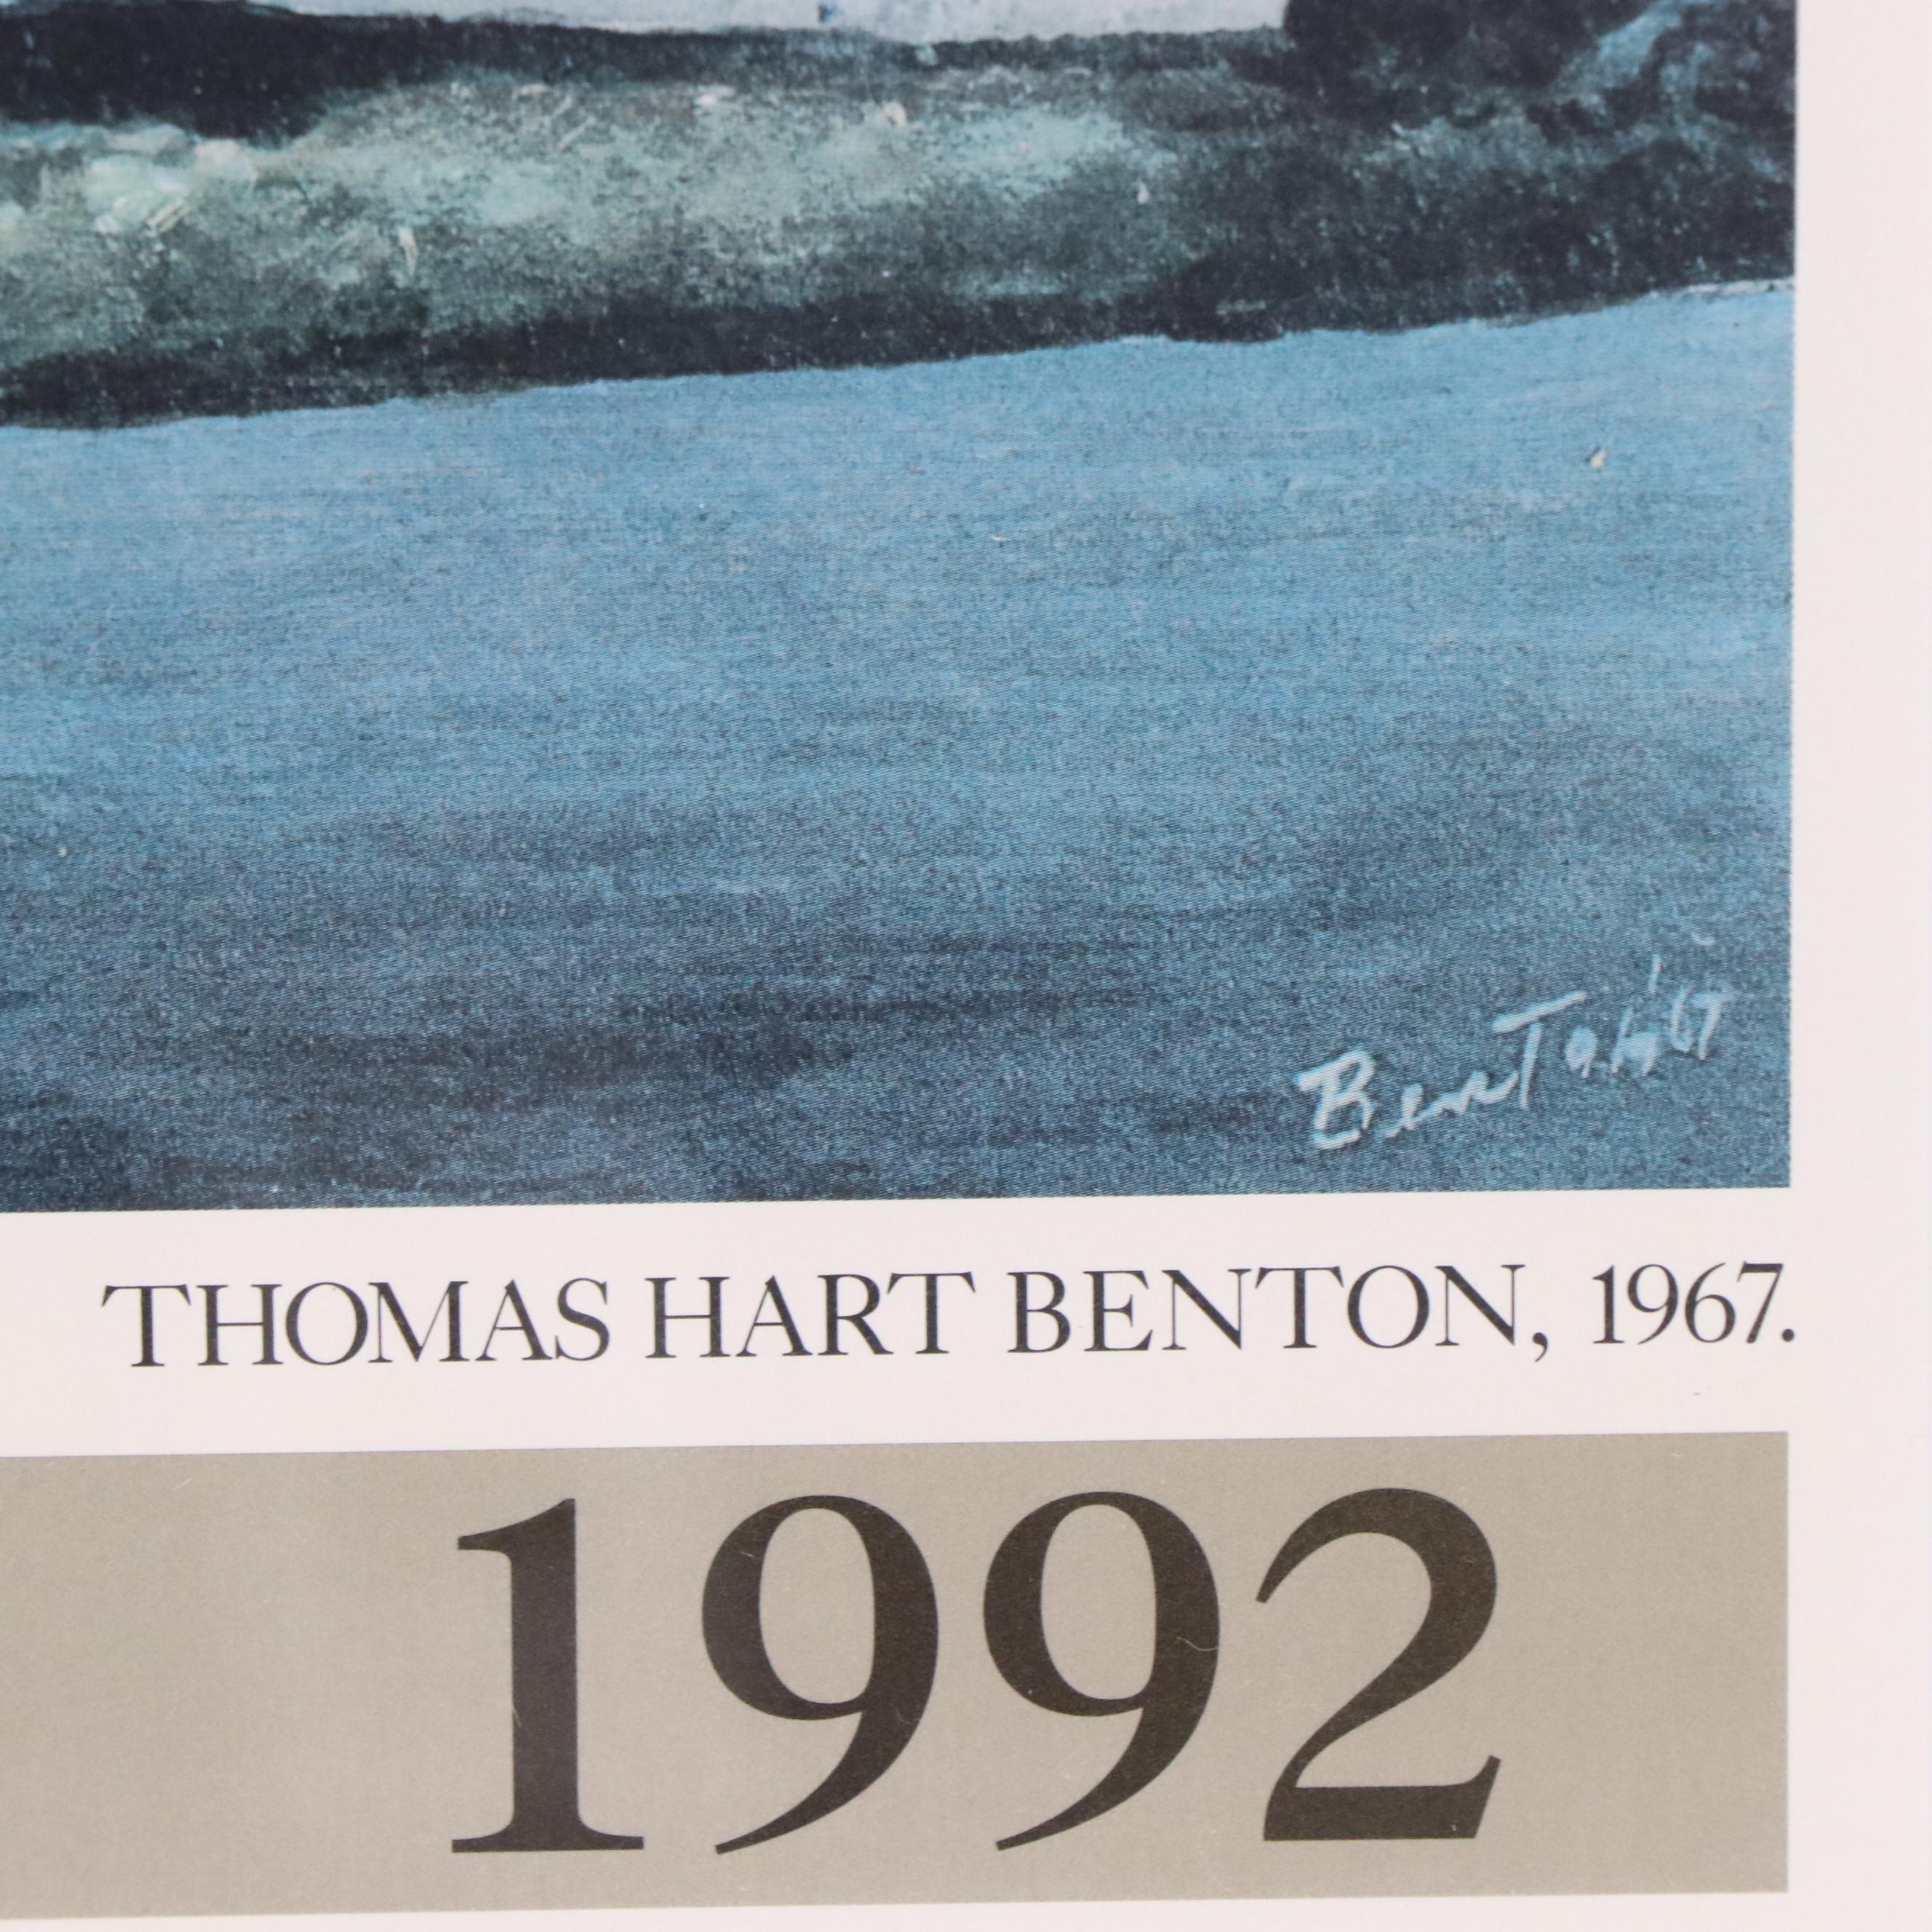 Benton '67
THOMAS HART BENTON, 1967.
1992